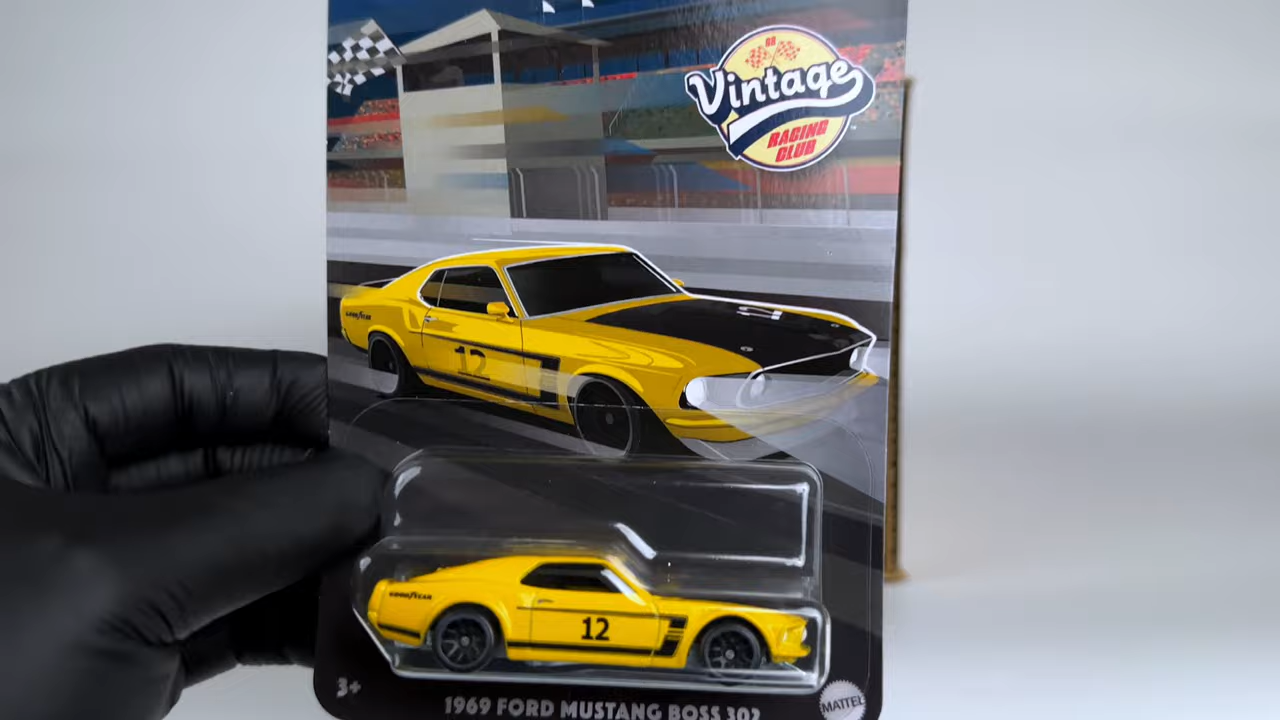 Vintage
RACING
CLUB
GOODYEAR
12
GOODYEAR
12
3+
1969 FORD MUSTANG BOSS 302
MATTEL